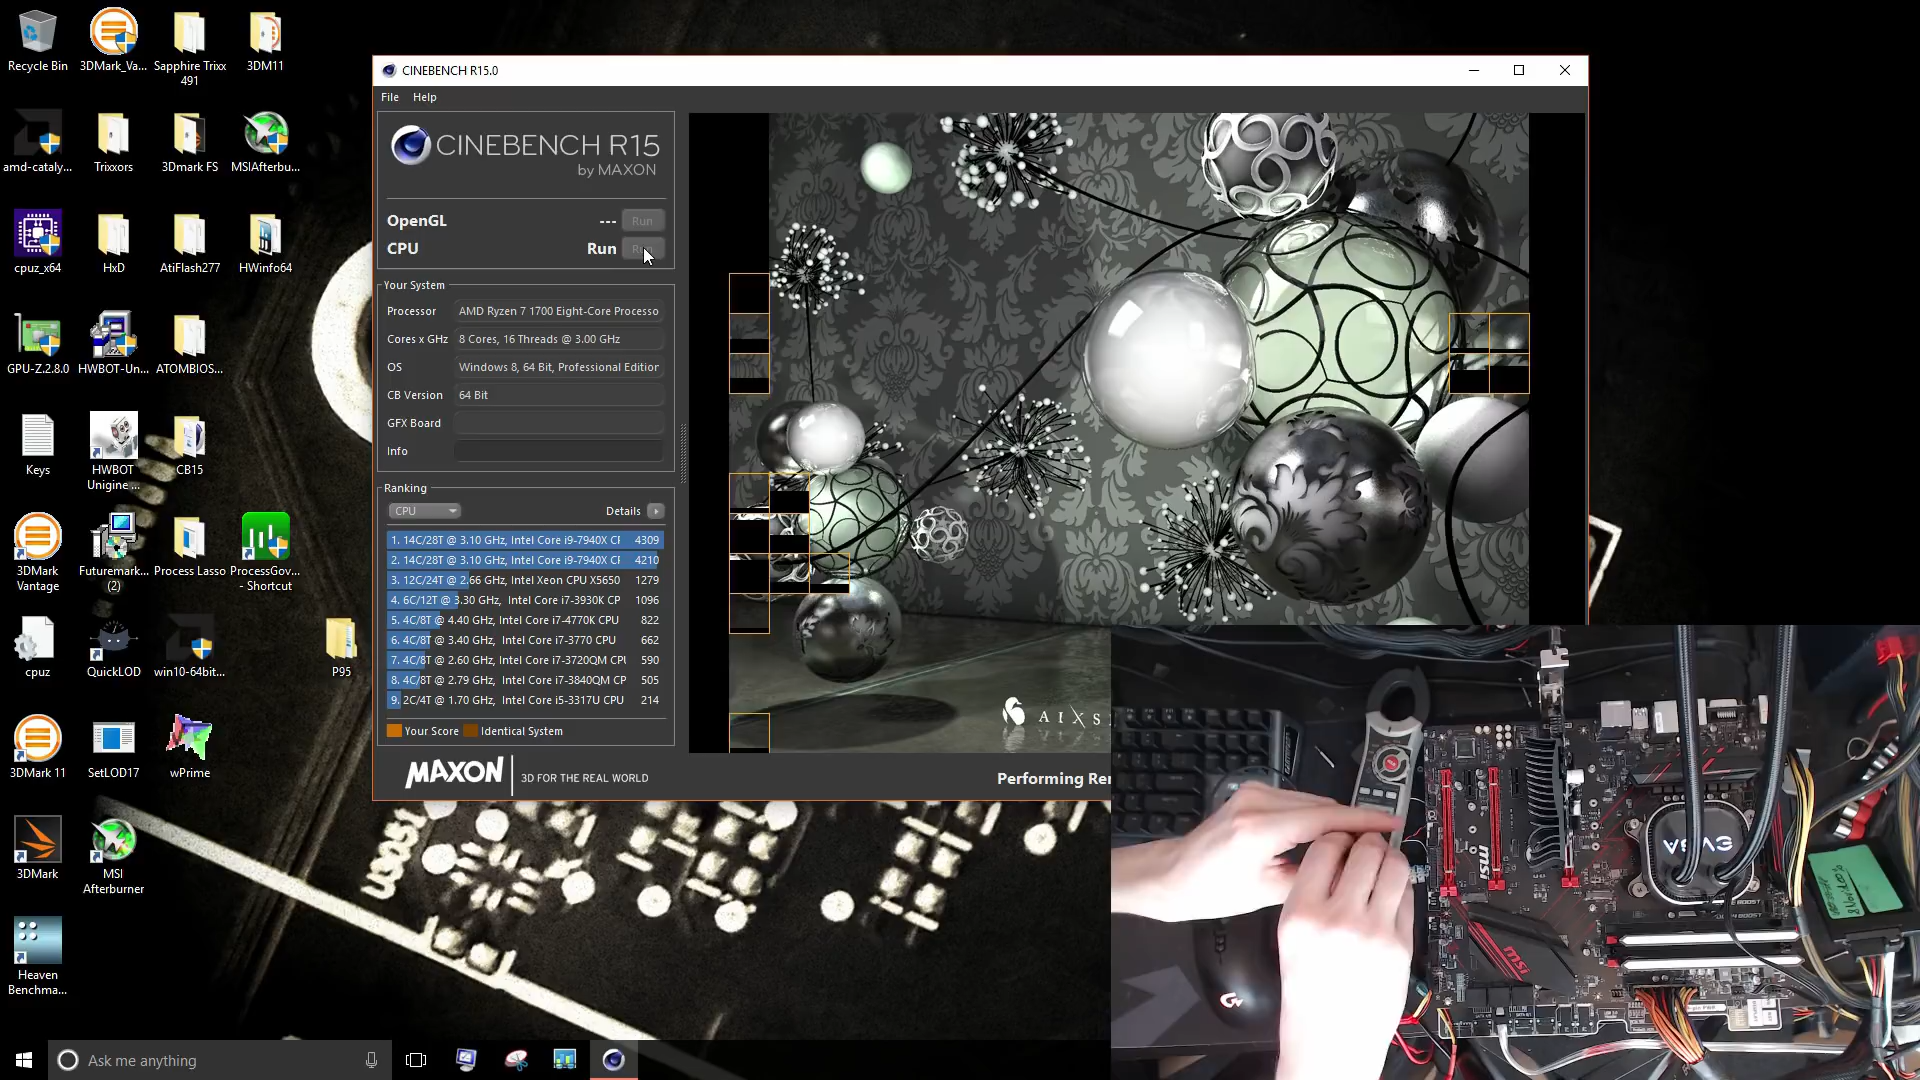 Recycle Bin
3DMark_Va...
Sapphire Trixx
491
3DM11
amd-cataly...
Trixxors
3Dmark FS
MSIAfterbu...
cpuz_x64
HxD
AtiFlash277
HWinfo64
GPU-Z.2.8.0
HWBOT-Un...
ATOMBIOS...
Keys
HWBOT
Unigine ...
CB15
3DMark
Vantage
Futuremark...
(2)
Process Lasso
ProcessGov...
- Shortcut
cpuz
QuickLOD
win10-64bit...
P95
3DMark 11
SetLOD17
wPrime
3DMark
MSI
Afterburner
Heaven
Benchma...
CINEBENCH R15.0
File Help
CINEBENCH R15
by MAXON
OpenGL --- Run
CPU Run
Your System
Processor AMD Ryzen 7 1700 Eight-Core Processo
Cores x GHz 8 Cores, 16 Threads @ 3.00 GHz
OS Windows 8, 64 Bit, Professional Edition
CB Version 64 Bit
GFX Board
Info
Ranking
CPU Details
1. 14C/28T @ 3.10 GHz, Intel Core i9-7940X CP 4309
2. 14C/28T @ 3.10 GHz, Intel Core i9-7940X CP 4210
3. 12C/24T @ 2.66 GHz, Intel Xeon CPU X5650 1279
4. 6C/12T @ 3.30 GHz, Intel Core i7-3930K CP 1096
5. 4C/8T @ 4.40 GHz, Intel Core i7-4770K CPU 822
6. 4C/8T @ 3.40 GHz, Intel Core i7-3770 CPU 662
7. 4C/8T @ 2.60 GHz, Intel Core i7-3720QM CPU 590
8. 4C/8T @ 2.79 GHz, Intel Core i7-3840QM CP 505
9. 2C/4T @ 1.70 GHz, Intel Core i5-3317U CPU 214
Your Score Identical System
MAXON 3D FOR THE REAL WORLD
Performing Re
AIXS
EVGA
msi
msi
Ask me anything